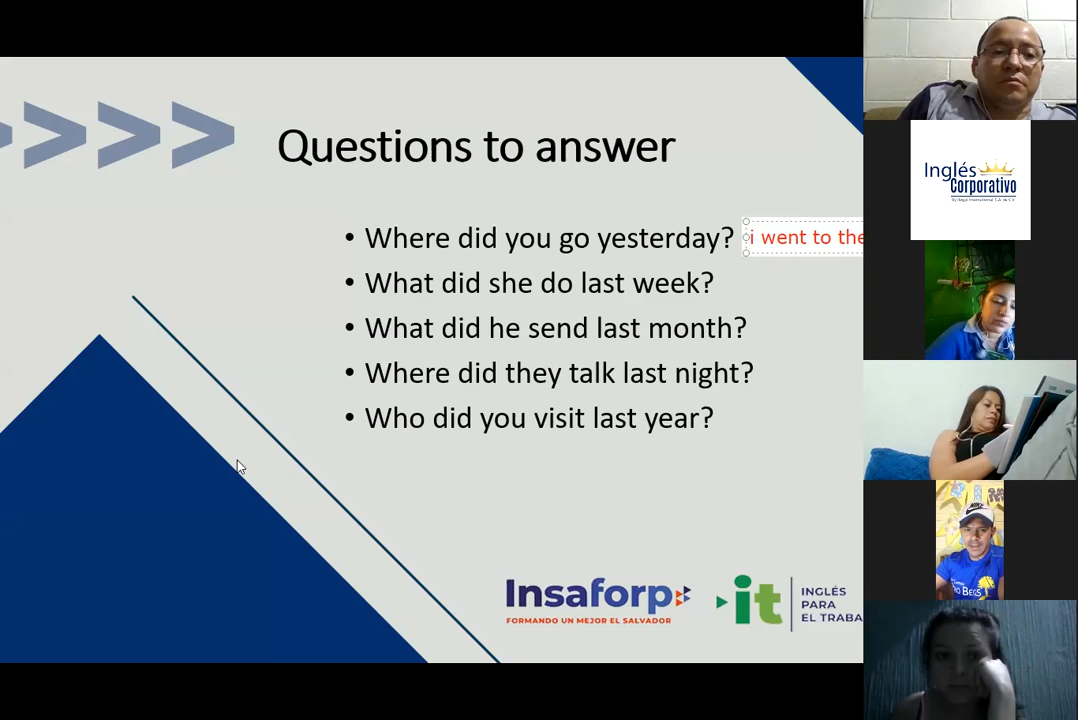 Questions to answer
• Where did you go yesterday? i went to the
• What did she do last week?
• What did he send last month?
• Where did they talk last night?
• Who did you visit last year?
Insaforp
FORMANDO UN MEJOR EL SALVADOR
it
INGLÉS
PARA
EL TRABA
Inglés
Corporativo
NIKE